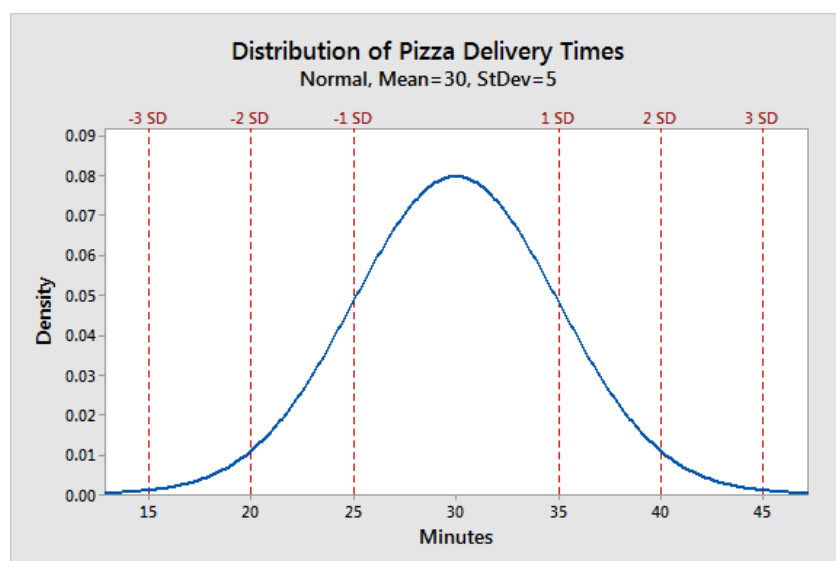 Distribution of Pizza Delivery Times
Normal, Mean=30, StDev=5
-3 SD -2 SD -1 SD 1 SD 2 SD 3 SD
0.09
0.08
0.07
0.06
0.05
0.04
0.03
0.02
0.01
0.00
Density
15 20 25 30 35 40 45
Minutes